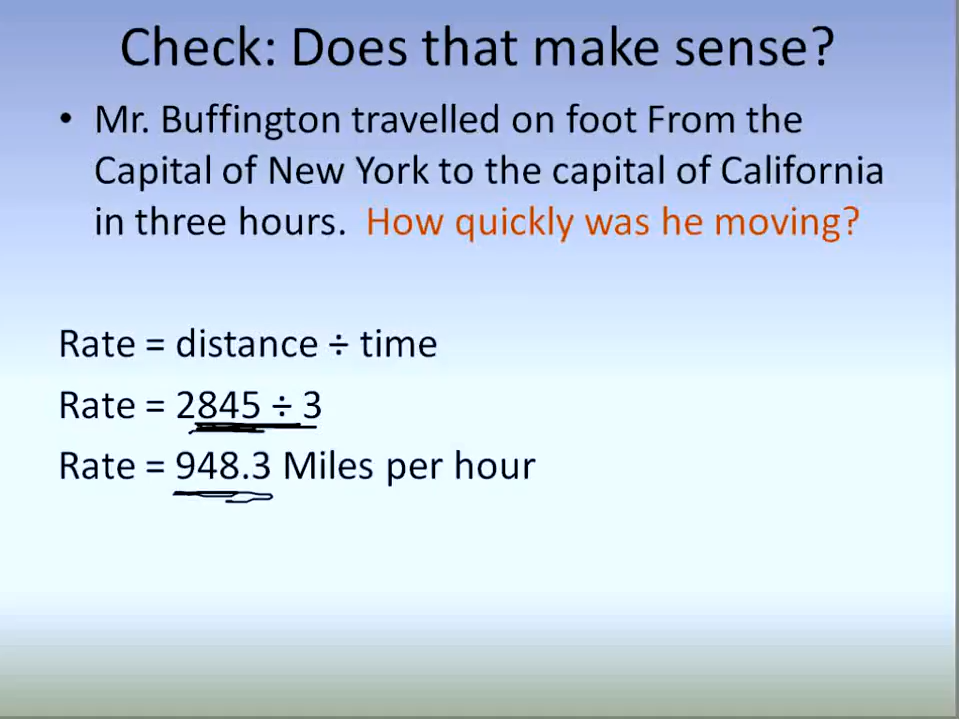 Check: Does that make sense?
• Mr. Buffington travelled on foot From the
Capital of New York to the capital of California
in three hours. How quickly was he moving?
Rate = distance ÷ time
Rate = 2845 ÷ 3
Rate = 948.3 Miles per hour